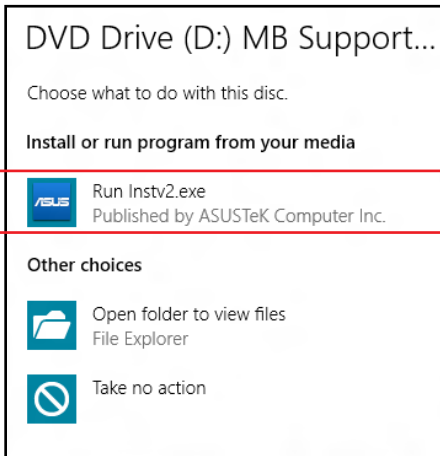 DVD Drive (D:) MB Support...
Choose what to do with this disc.
Install or run program from your media
ASUS
Run Instv2.exe
Published by ASUSTeK Computer Inc.
Other choices
Open folder to view files
File Explorer
Take no action